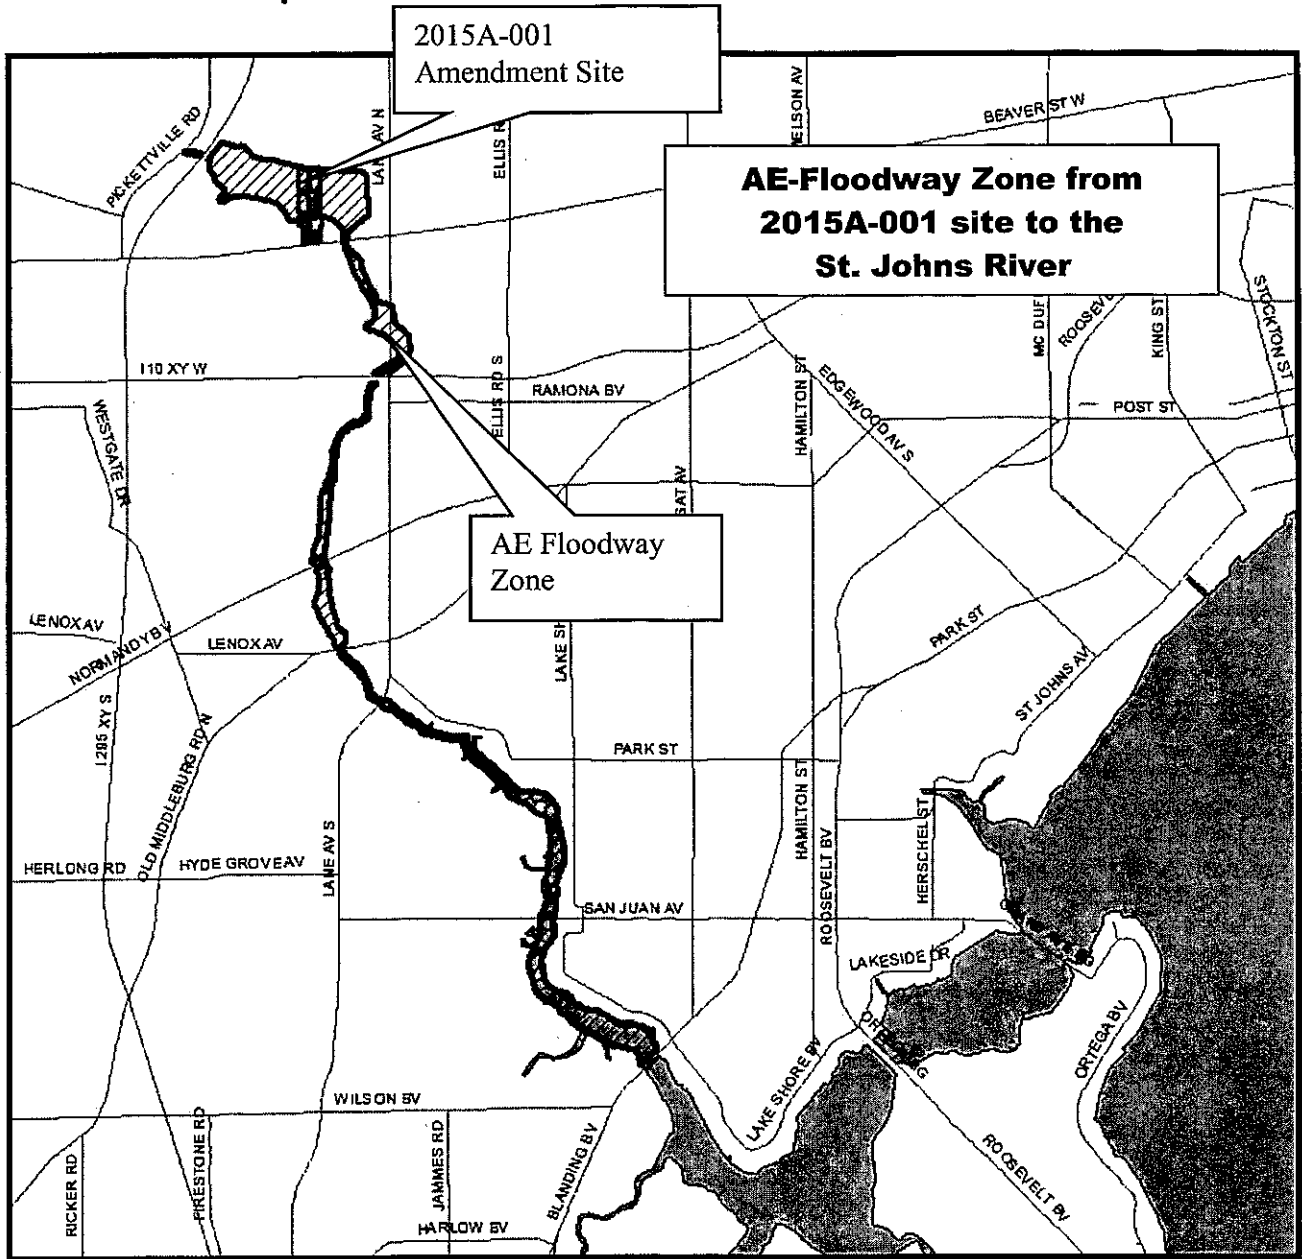 2015A-001
Amendment Site
AE-Floodway Zone from
2015A-001 site to the
St. Johns River
AE Floodway
Zone
PICKETTVILLE RD
AV N
ELLIS
BEAVER ST W
STOCKTON ST
KING ST
I10 XY W
RAMONA BV
ELLIS RD S
HAMILTON ST
EDGEWOOD AV S
POST ST
WESTGATE DR
LENOX AV
NORMANDY BV
LENOX AV
PARK ST
ST JOHNS AV
I295 XY S
OLD MIDDLEBURG RD N
PARK ST
HAMILTON ST
ROOSEVELT BV
HERSCHEL ST
LANE AV S
HERLONG RD
HYDE GROVE AV
SAN JUAN AV
LAKESIDE DR
ORTEGA BV
LAKE SHORE BV
WILSON BV
RICKER RD
FIRESTONE RD
JAMMES RD
BLANDING BV
ROOSEVELT BV
HARLOW BV